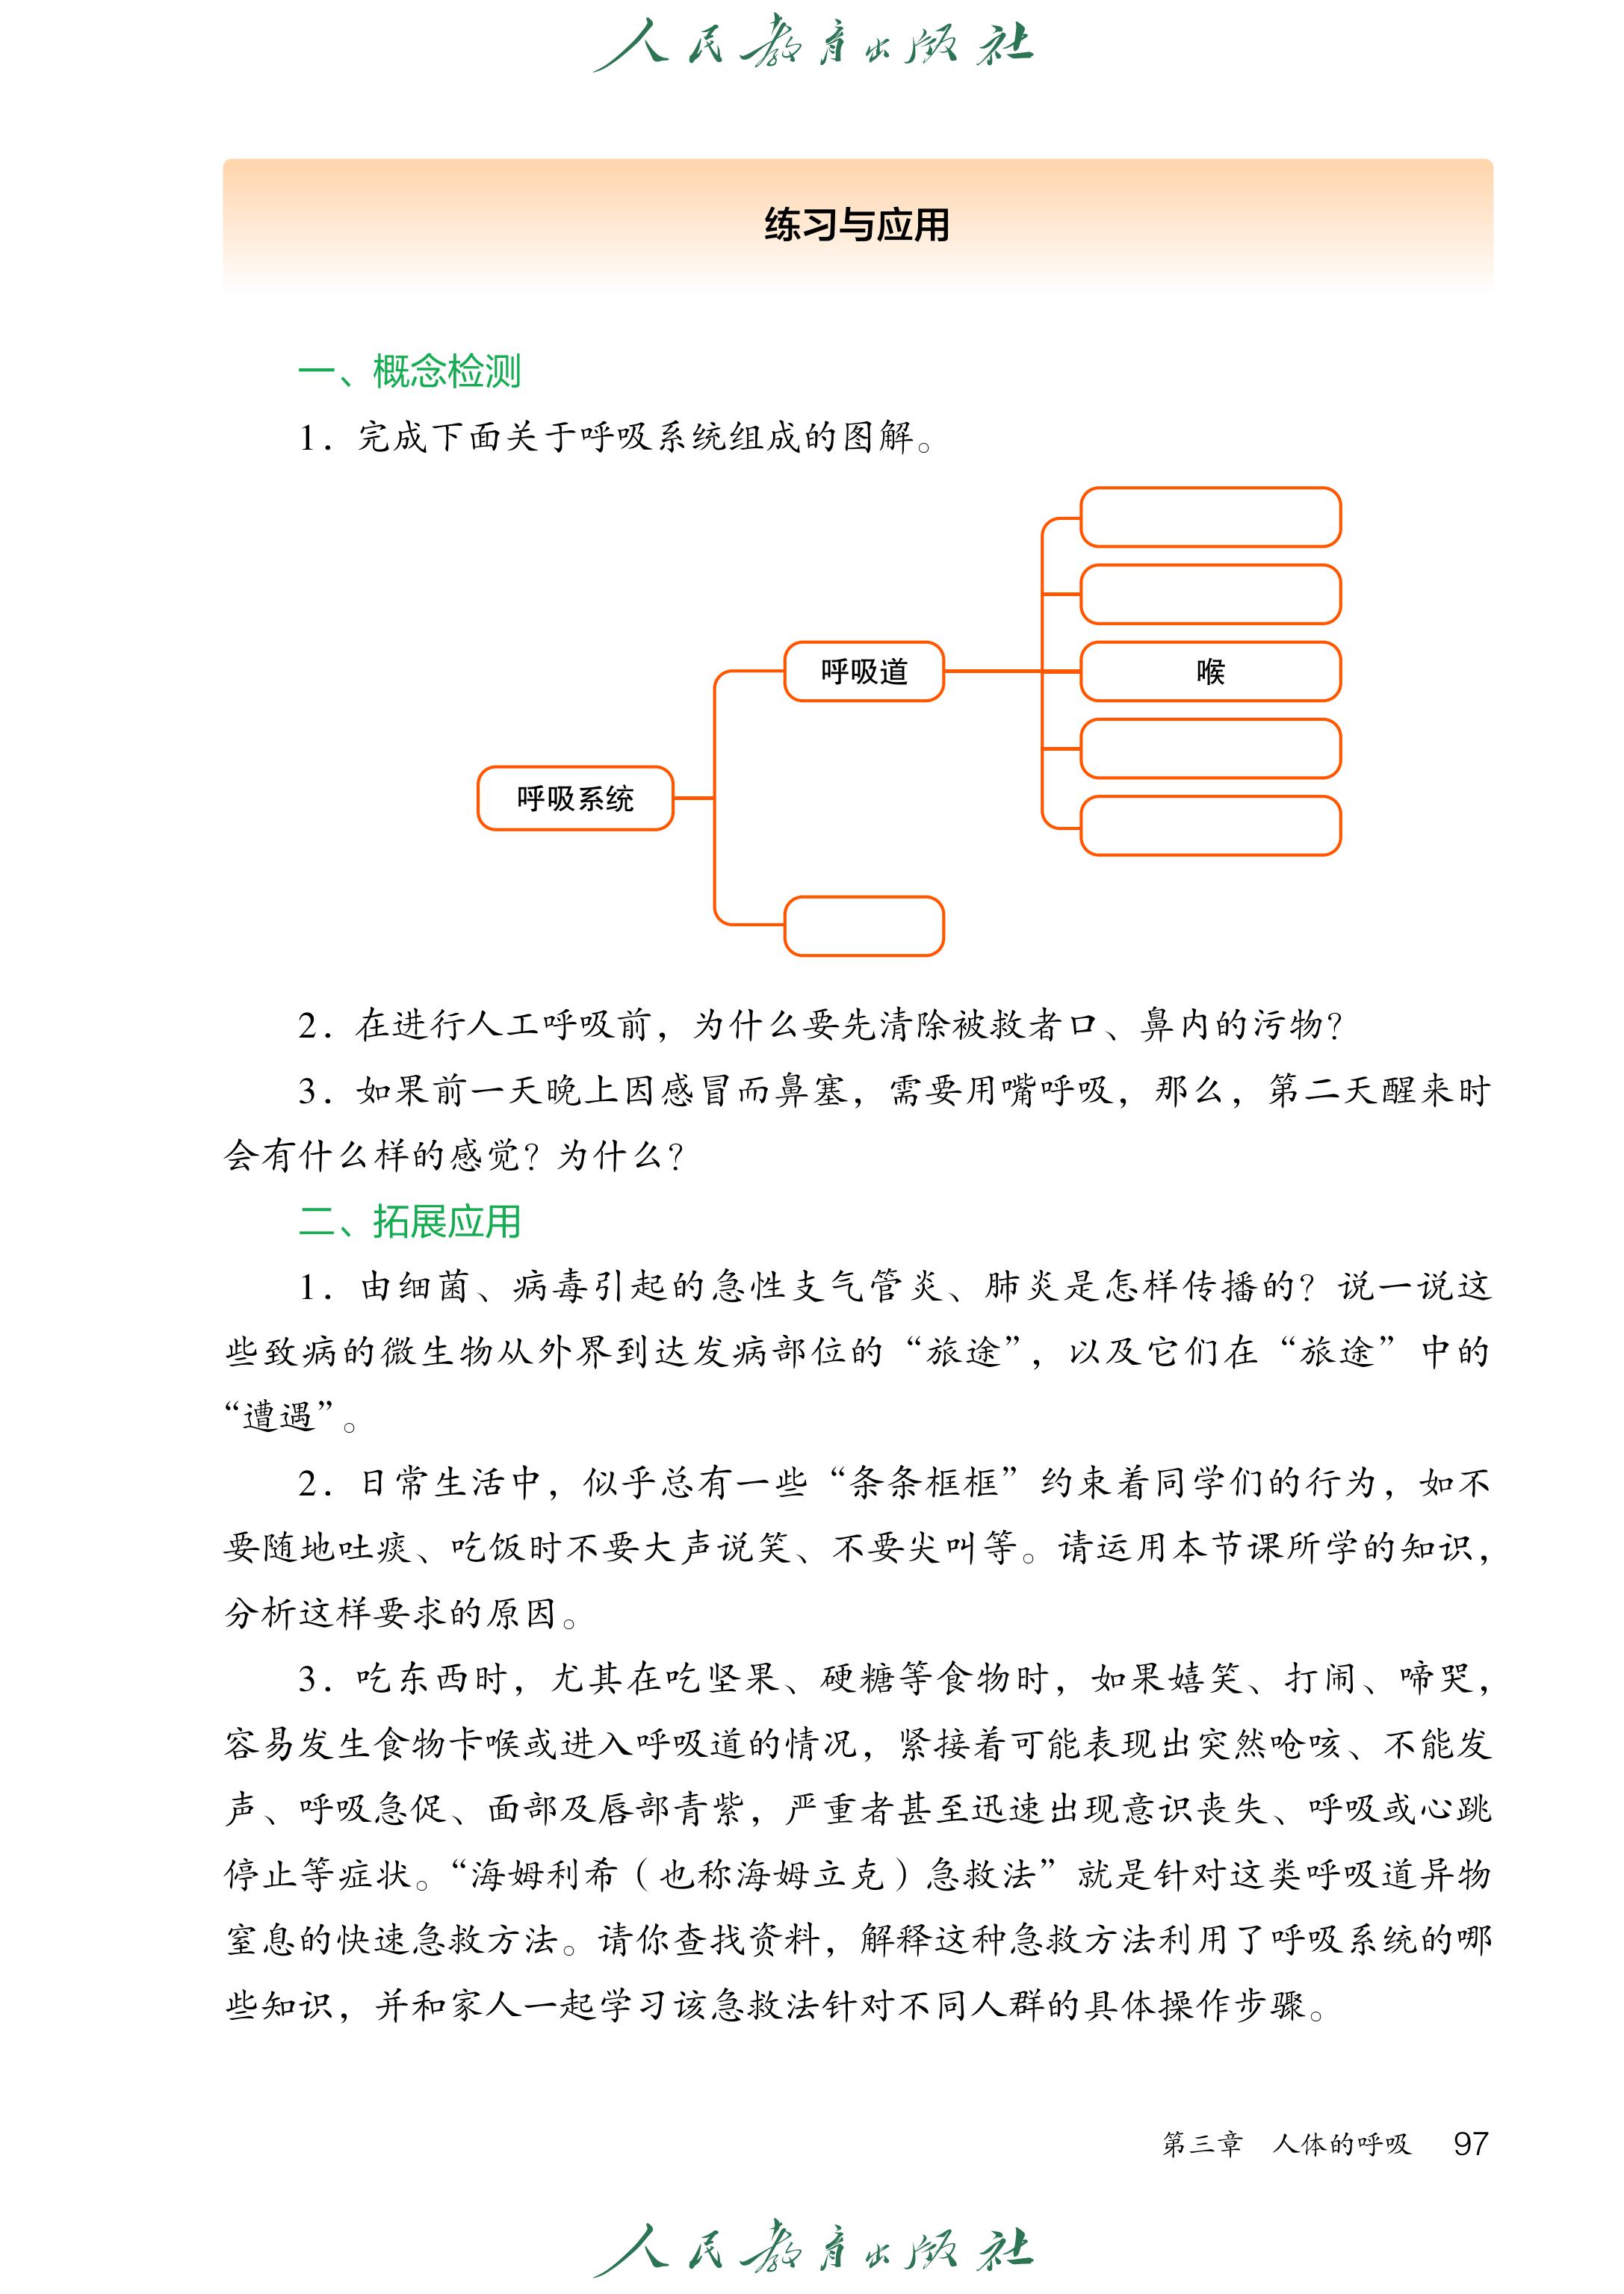 人民教育出版社
练习与应用
一、概念检测
1. 完成下面关于呼吸系统组成的图解。
呼吸道
喉
呼吸系统
2. 在进行人工呼吸前，为什么要先清除被救者口、鼻内的污物？
3. 如果前一天晚上因感冒而鼻塞，需要用嘴呼吸，那么，第二天醒来时
会有什么样的感觉？为什么？
二、拓展应用
1. 由细菌、病毒引起的急性支气管炎、肺炎是怎样传播的？说一说这
些致病的微生物从外界到达发病部位的“旅途”，以及它们在“旅途”中的
“遭遇”。
2. 日常生活中，似乎总有一些“条条框框”约束着同学们的行为，如不
要随地吐痰、吃饭时不要大声说笑、不要尖叫等。请运用本节课所学的知识，
分析这样要求的原因。
3. 吃东西时，尤其在吃坚果、硬糖等食物时，如果嬉笑、打闹、啼哭，
容易发生食物卡喉或进入呼吸道的情况，紧接着可能表现出突然呛咳、不能发
声、呼吸急促、面部及唇部青紫，严重者甚至迅速出现意识丧失、呼吸或心跳
停止等症状。“海姆利希（也称海姆立克）急救法”就是针对这类呼吸道异物
窒息的快速急救方法。请你查找资料，解释这种急救方法利用了呼吸系统的哪
些知识，并和家人一起学习该急救法针对不同人群的具体操作步骤。
第三章 人体的呼吸 97
人民教育出版社